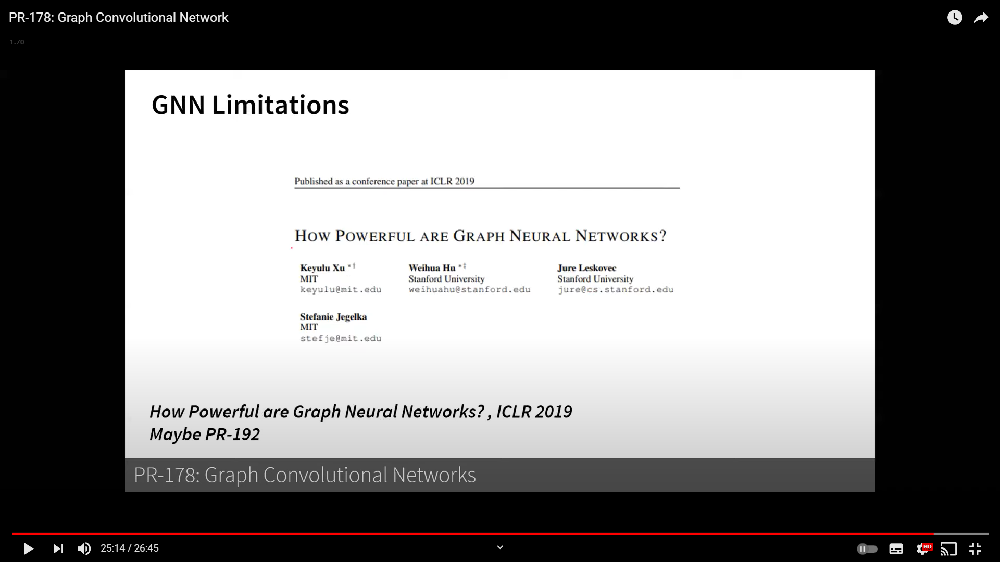 PR-178: Graph Convolutional Network
1.70
GNN Limitations
Published as a conference paper at ICLR 2019
HOW POWERFUL ARE GRAPH NEURAL NETWORKS?
Keyulu Xu *† Weihua Hu *‡ Jure Leskovec
MIT Stanford University Stanford University
keyulu@mit.edu weihuahu@stanford.edu jure@cs.stanford.edu
Stefanie Jegelka
MIT
stefje@mit.edu
How Powerful are Graph Neural Networks? , ICLR 2019
Maybe PR-192
PR-178: Graph Convolutional Networks
25:14 / 26:45
HD